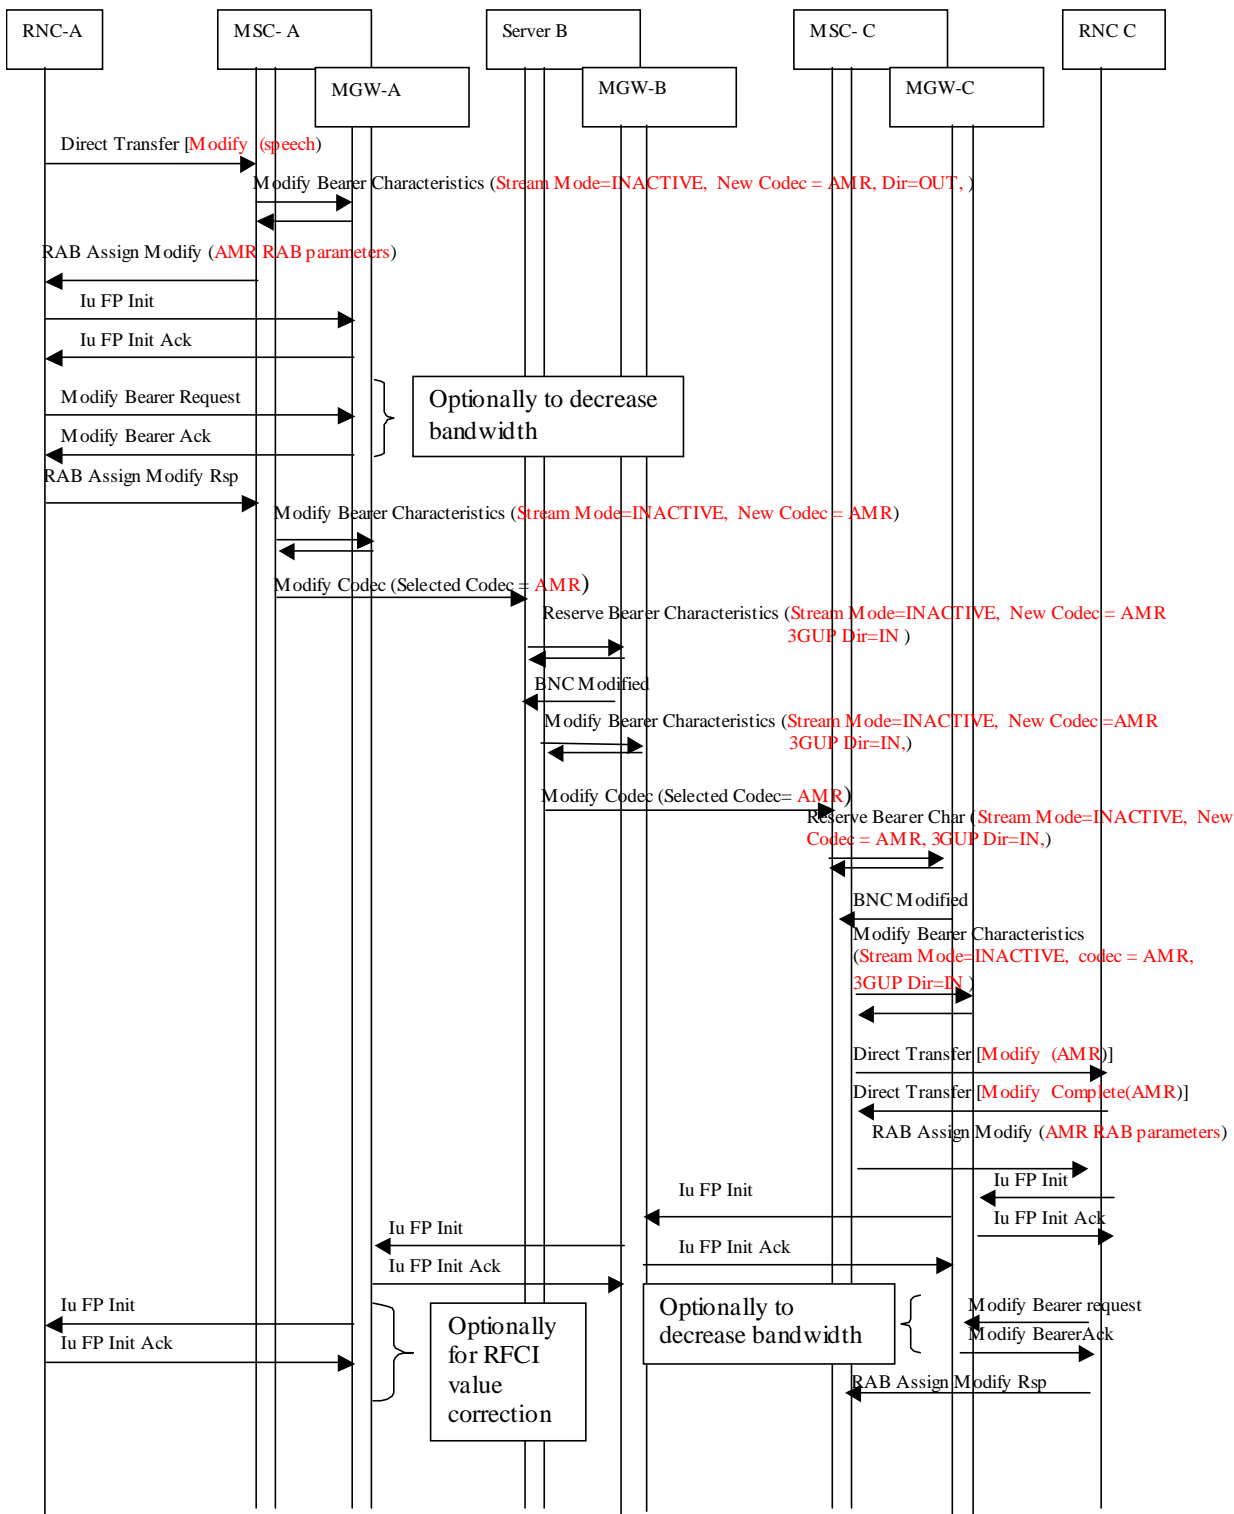 RNC-A
MSC- A
Server B
MSC- C
RNC C
MGW-A
MGW-B
MGW-C
Direct Transfer [Modify (speech)
Modify Bearer Characteristics (Stream Mode=INACTIVE, New Codec = AMR, Dir=OUT, )
RAB Assign Modify (AMR RAB parameters)
Iu FP Init
Iu FP Init Ack
Modify Bearer Request
Optionally to decrease
bandwidth
Modify Bearer Ack
RAB Assign Modify Rsp
Modify Bearer Characteristics (Stream Mode=INACTIVE, New Codec = AMR)
Modify Codec (Selected Codec = AMR)
Reserve Bearer Characteristics (Stream Mode=INACTIVE, New Codec = AMR
3GUP Dir=IN )
BNC Modified
Modify Bearer Characteristics (Stream Mode=INACTIVE, New Codec =AMR
3GUP Dir=IN,)
Modify Codec (Selected Codec= AMR)
Reserve Bearer Char (Stream Mode=INACTIVE, New
Codec = AMR, 3GUP Dir=IN,)
BNC Modified
Modify Bearer Characteristics
(Stream Mode=INACTIVE, codec = AMR,
3GUP Dir=IN )
Direct Transfer [Modify (AMR)]
Direct Transfer [Modify Complete(AMR)]
RAB Assign Modify (AMR RAB parameters)
Iu FP Init
Iu FP Init
Iu FP Init Ack
Iu FP Init
Iu FP Init Ack
Iu FP Init Ack
Iu FP Init
Iu FP Init Ack
Optionally
for RFCI
value
correction
Optionally to
decrease bandwidth
Modify Bearer request
Modify BearerAck
RAB Assign Modify Rsp